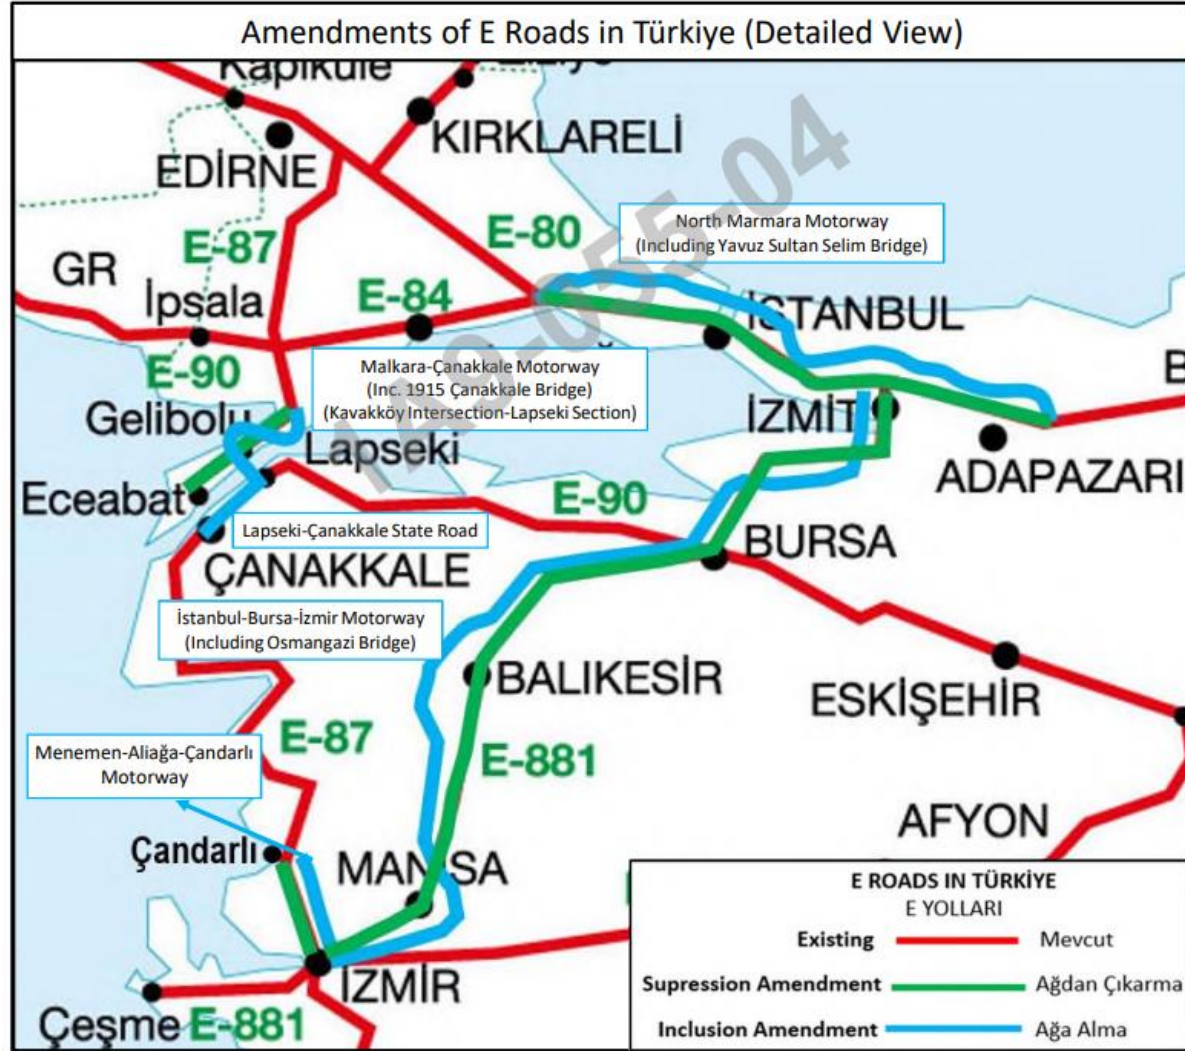 Amendments of E Roads in Türkiye (Detailed View)
Kapıkule
KIRKLARELİ
EDİRNE
E-87
E-80
North Marmara Motorway
(Including Yavuz Sultan Selim Bridge)
GR
İpsala
E-84
İSTANBUL
1A9-055-04
E-90
Malkara-Çanakkale Motorway
(Inc. 1915 Çanakkale Bridge)
(Kavakköy Intersection-Lapseki Section)
B
Gelibolu
İZMİT
Lapseki
ADAPAZARI
Eceabat
E-90
Lapseki-Çanakkale State Road
BURSA
ÇANAKKALE
İstanbul-Bursa-İzmir Motorway
(Including Osmangazi Bridge)
BALIKESİR
ESKİŞEHİR
E-87
E-881
Menemen-Aliağa-Çandarlı
Motorway
AFYON
Çandarlı
MANİSA
İZMİR
Çeşme E-881
E ROADS IN TÜRKİYE
E YOLLARI
Existing Mevcut
Supression Amendment Ağdan Çıkarma
Inclusion Amendment Ağa Alma